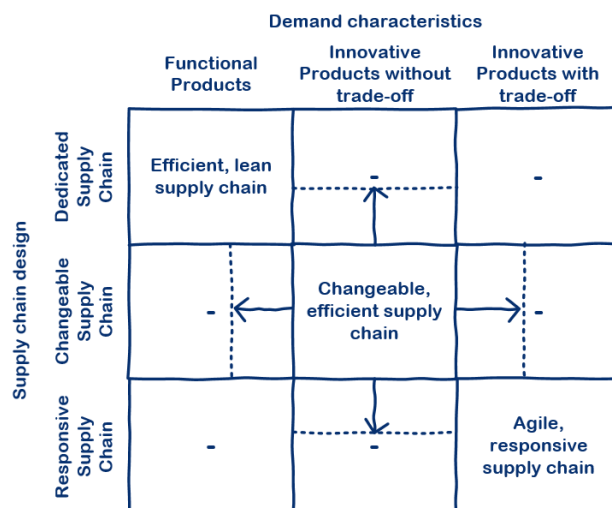 Demand characteristics
Functional
Products
Innovative
Products without
trade-off
Innovative
Products with
trade-off
Supply chain design
Dedicated
Supply
Chain
Efficient, lean
supply chain
-
-
Changeable
Supply
Chain
-
Changeable,
efficient supply
chain
-
Responsive
Supply
Chain
-
-
Agile,
responsive
supply chain